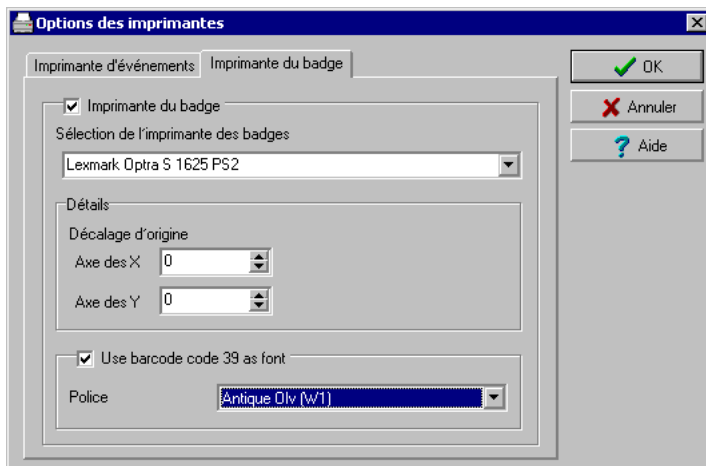 Options des imprimantes
Imprimante d'événements Imprimante du badge
OK
Annuler
Aide
Imprimante du badge
Sélection de l'imprimante des badges
Lexmark Optra S 1625 PS2
Détails
Décalage d'origine
Axe des X 0
Axe des Y 0
Use barcode code 39 as font
Police Antique Olv (W1)